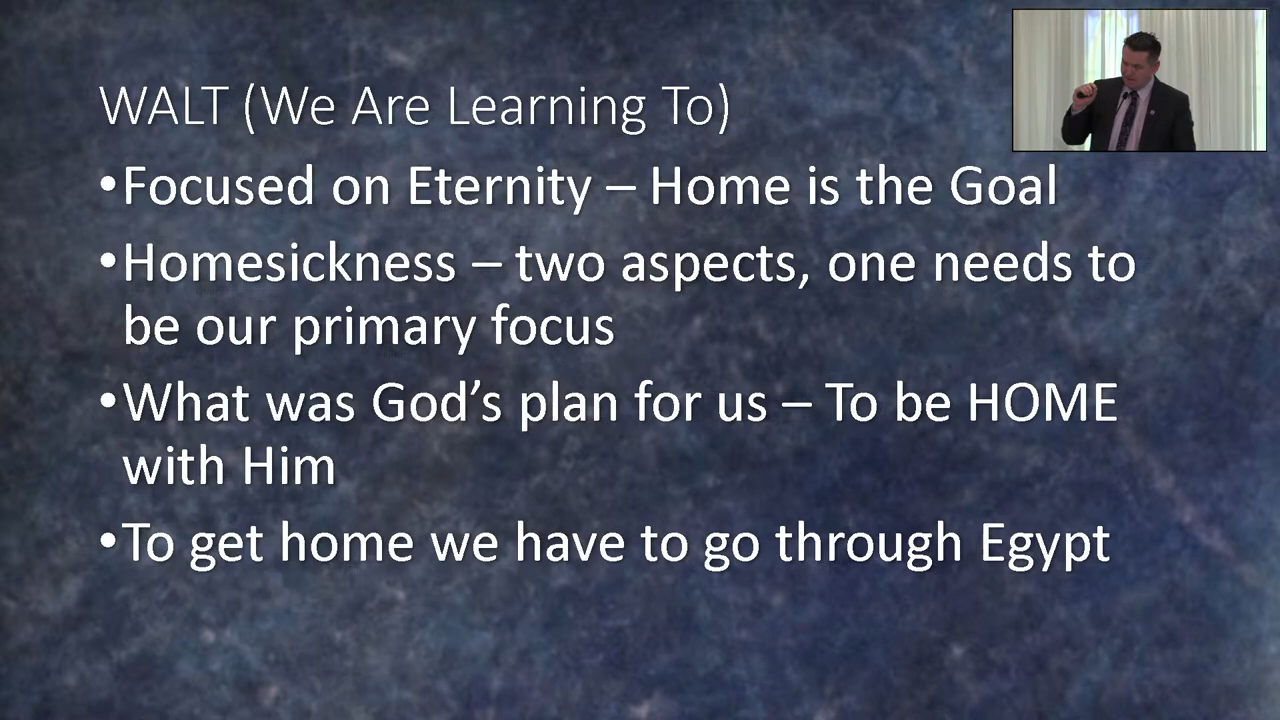 WALT (We Are Learning To)
•Focused on Eternity – Home is the Goal
•Homesickness – two aspects, one needs to
be our primary focus
•What was God’s plan for us – To be HOME
with Him
•To get home we have to go through Egypt